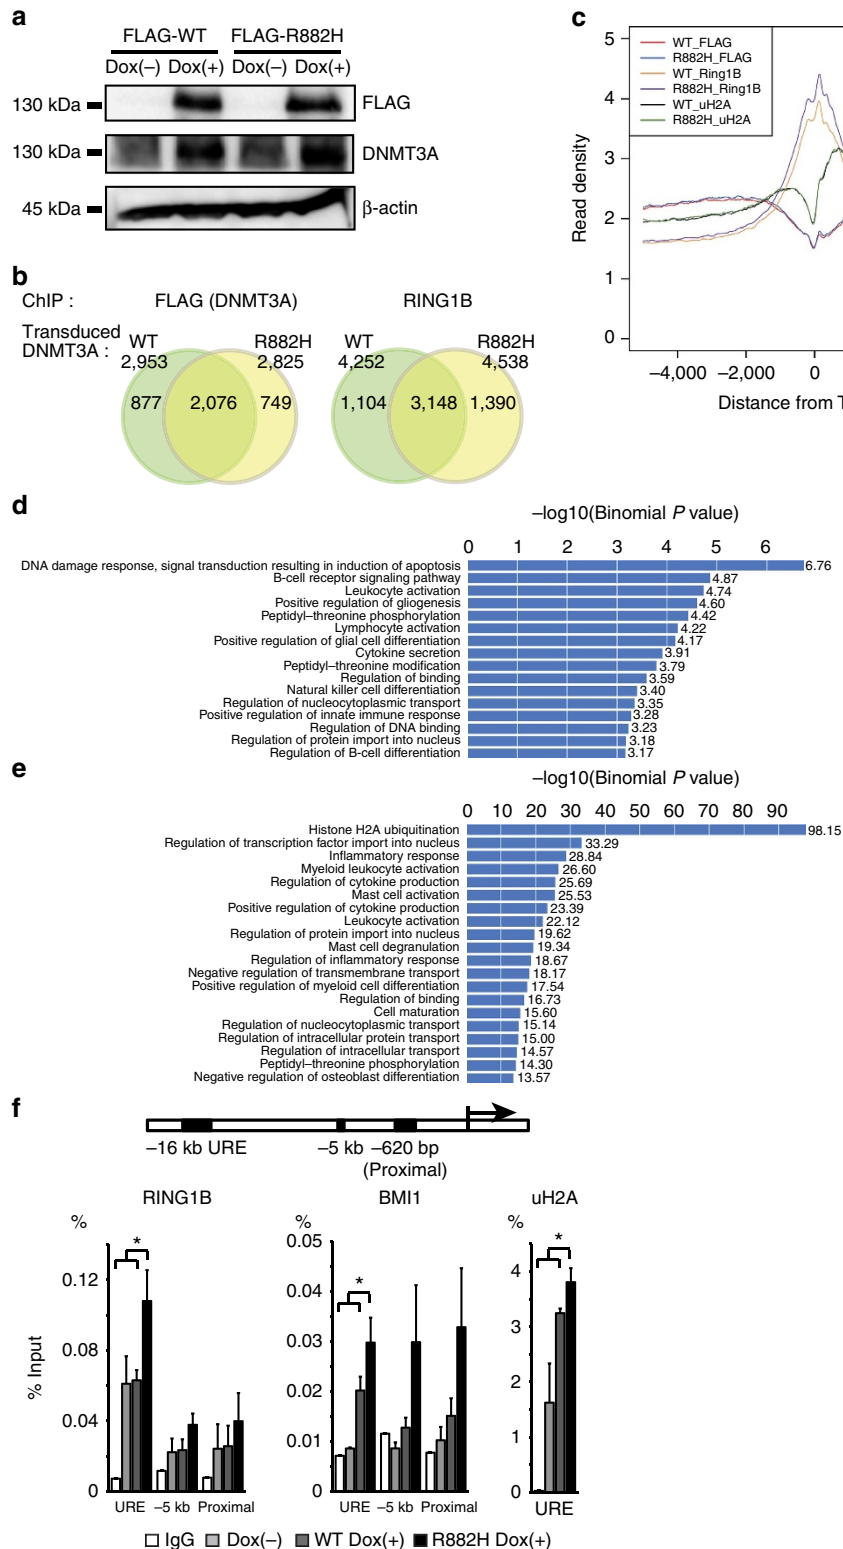 a
FLAG-WT FLAG-R882H
Dox(–) Dox(+) Dox(–) Dox(+)
130 kDa FLAG
130 kDa DNMT3A
45 kDa β-actin
b
ChIP : FLAG (DNMT3A) RING1B
Transduced DNMT3A :
WT 2,953 R882H 2,825
877 2,076 749
WT 4,252 R882H 4,538
1,104 3,148 1,390
c
WT_FLAG
R882H_FLAG
WT_Ring1B
R882H_Ring1B
WT_uH2A
R882H_uH2A
Read density
5
4
3
2
1
0
–4,000 –2,000 0
Distance from T
d
–log10(Binomial P value)
0 1 2 3 4 5 6
DNA damage response, signal transduction resulting in induction of apoptosis 6.76
B-cell receptor signaling pathway 4.87
Leukocyte activation 4.74
Positive regulation of gliogenesis 4.60
Peptidyl–threonine phosphorylation 4.42
Lymphocyte activation 4.22
Positive regulation of glial cell differentiation 4.17
Cytokine secretion 3.91
Peptidyl–threonine modification 3.79
Regulation of binding 3.59
Natural killer cell differentiation 3.40
Regulation of nucleocytoplasmic transport 3.35
Positive regulation of innate immune response 3.28
Regulation of DNA binding 3.23
Regulation of protein import into nucleus 3.18
Regulation of B-cell differentiation 3.17
e
–log10(Binomial P value)
0 10 20 30 40 50 60 70 80 90
Histone H2A ubiquitination 98.15
Regulation of transcription factor import into nucleus 33.29
Inflammatory response 28.84
Myeloid leukocyte activation 26.60
Regulation of cytokine production 25.69
Mast cell activation 25.53
Positive regulation of cytokine production 23.39
Leukocyte activation 22.12
Regulation of protein import into nucleus 19.62
Mast cell degranulation 19.34
Regulation of inflammatory response 18.67
Negative regulation of transmembrane transport 18.17
Positive regulation of myeloid cell differentiation 17.54
Regulation of binding 16.73
Cell maturation 15.60
Regulation of nucleocytoplasmic transport 15.14
Regulation of intracellular protein transport 15.00
Regulation of intracellular transport 14.57
Peptidyl–threonine phosphorylation 14.30
Negative regulation of osteoblast differentiation 13.57
f
–16 kb URE –5 kb –620 bp
(Proximal)
RING1B
%
% Input
0.12
0.08
0.04
0
*
URE –5 kb Proximal
BMI1
%
0.05
0.04
0.03
0.02
0.01
0
*
URE –5 kb Proximal
uH2A
%
4
3
2
1
0
*
URE
IgG Dox(–) WT Dox(+) R882H Dox(+)